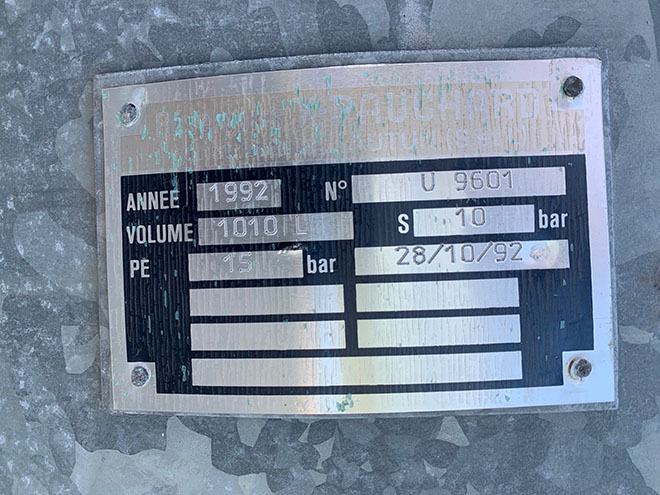 ANNEE 1992 N° U 9601
VOLUME 1010 L S 10 bar
PE 15 bar 28/10/92